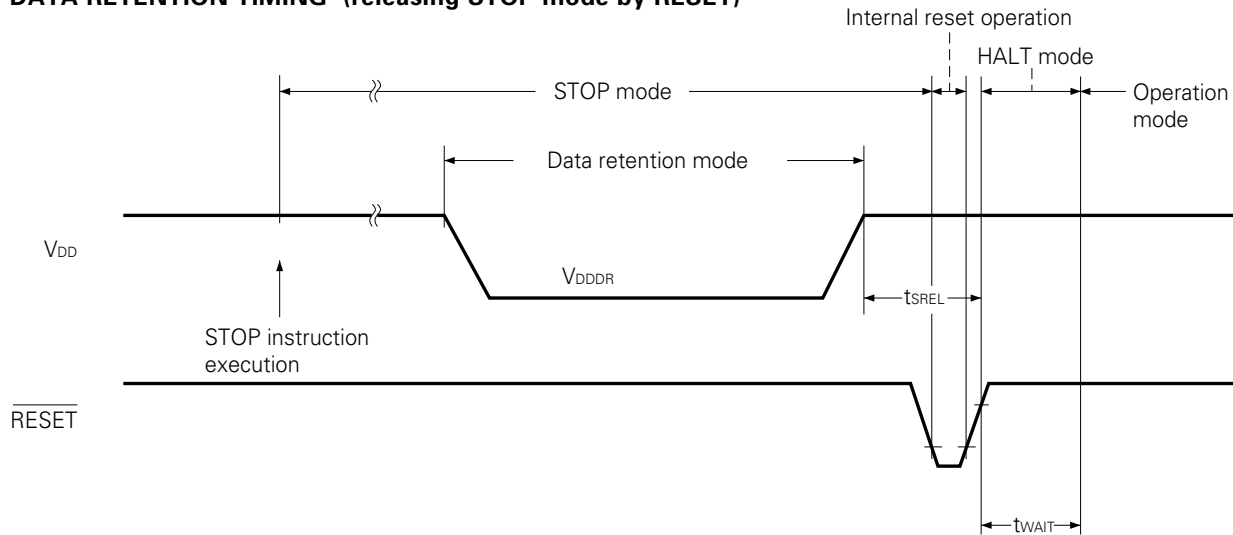 DATA RETENTION TIMING (releasing STOP mode by RESET)
Internal reset operation
HALT mode
STOP mode
Operation
mode
Data retention mode
VDD
VDDDR
tSREL
STOP instruction
execution
RESET
tWAIT